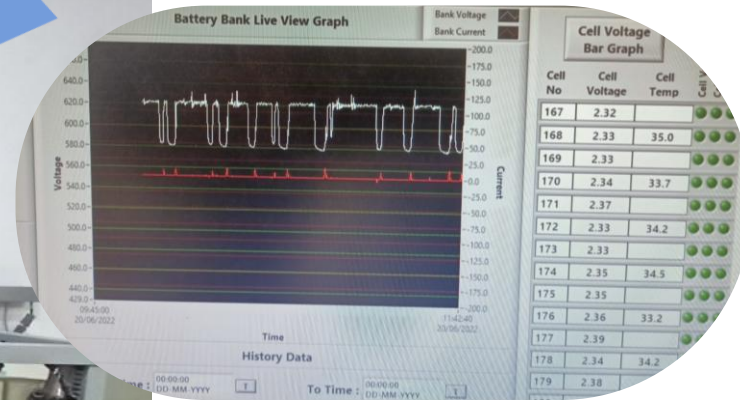 Battery Bank Live View Graph
Bank Voltage
Bank Current
Cell Voltage
Bar Graph
Cell No
Cell Voltage
Cell Temp
167 2.32
168 2.33 35.0
169 2.33
170 2.34 33.7
171 2.37
172 2.33 34.2
173 2.33
174 2.35 34.5
175 2.35
176 2.36 33.2
177 2.39
178 2.34 34.2
179 2.38
Voltage
640.0
620.0
600.0
580.0
560.0
540.0
520.0
500.0
480.0
460.0
440.0
429.0
Current
200.0
175.0
150.0
125.0
100.0
75.0
50.0
25.0
0.0
-25.0
-50.0
-75.0
-100.0
-125.0
-150.0
-175.0
-200.0
09:45:00
20/06/2022
11:42:40
20/06/2022
Time
History Data
00:00:00
DD-MM-YYYY
To Time :
00:00:00
DD-MM-YYYY